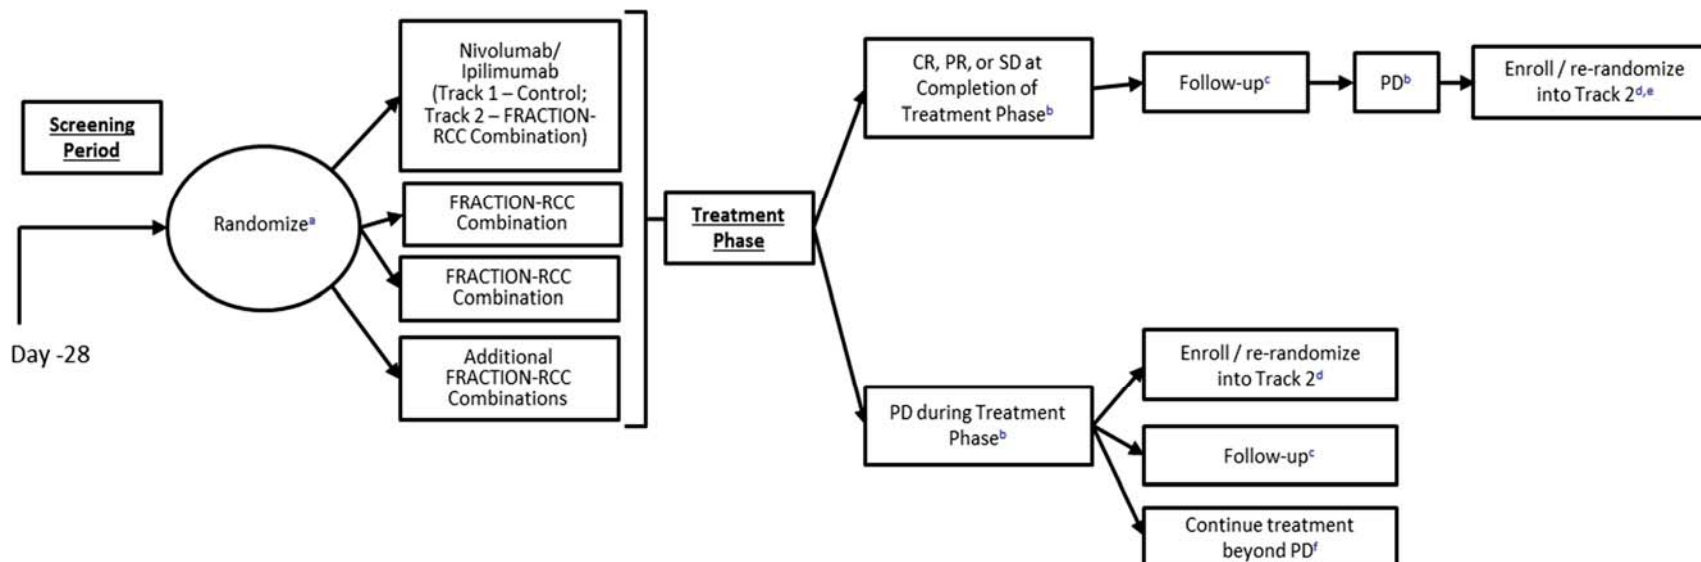 Screening
Period
Day -28
Randomizeᵃ
Nivolumab/
Ipilimumab
(Track 1 – Control;
Track 2 – FRACTION-
RCC Combination)
FRACTION-RCC
Combination
FRACTION-RCC
Combination
Additional
FRACTION-RCC
Combinations
Treatment
Phase
CR, PR, or SD at
Completion of
Treatment Phaseᵇ
Follow-upᶜ
PDᵇ
Enroll / re-randomize
into Track 2ᵈ,ᵉ
PD during Treatment
Phaseᵇ
Enroll / re-randomize
into Track 2ᵈ
Follow-upᶜ
Continue treatment
beyond PDᶠ